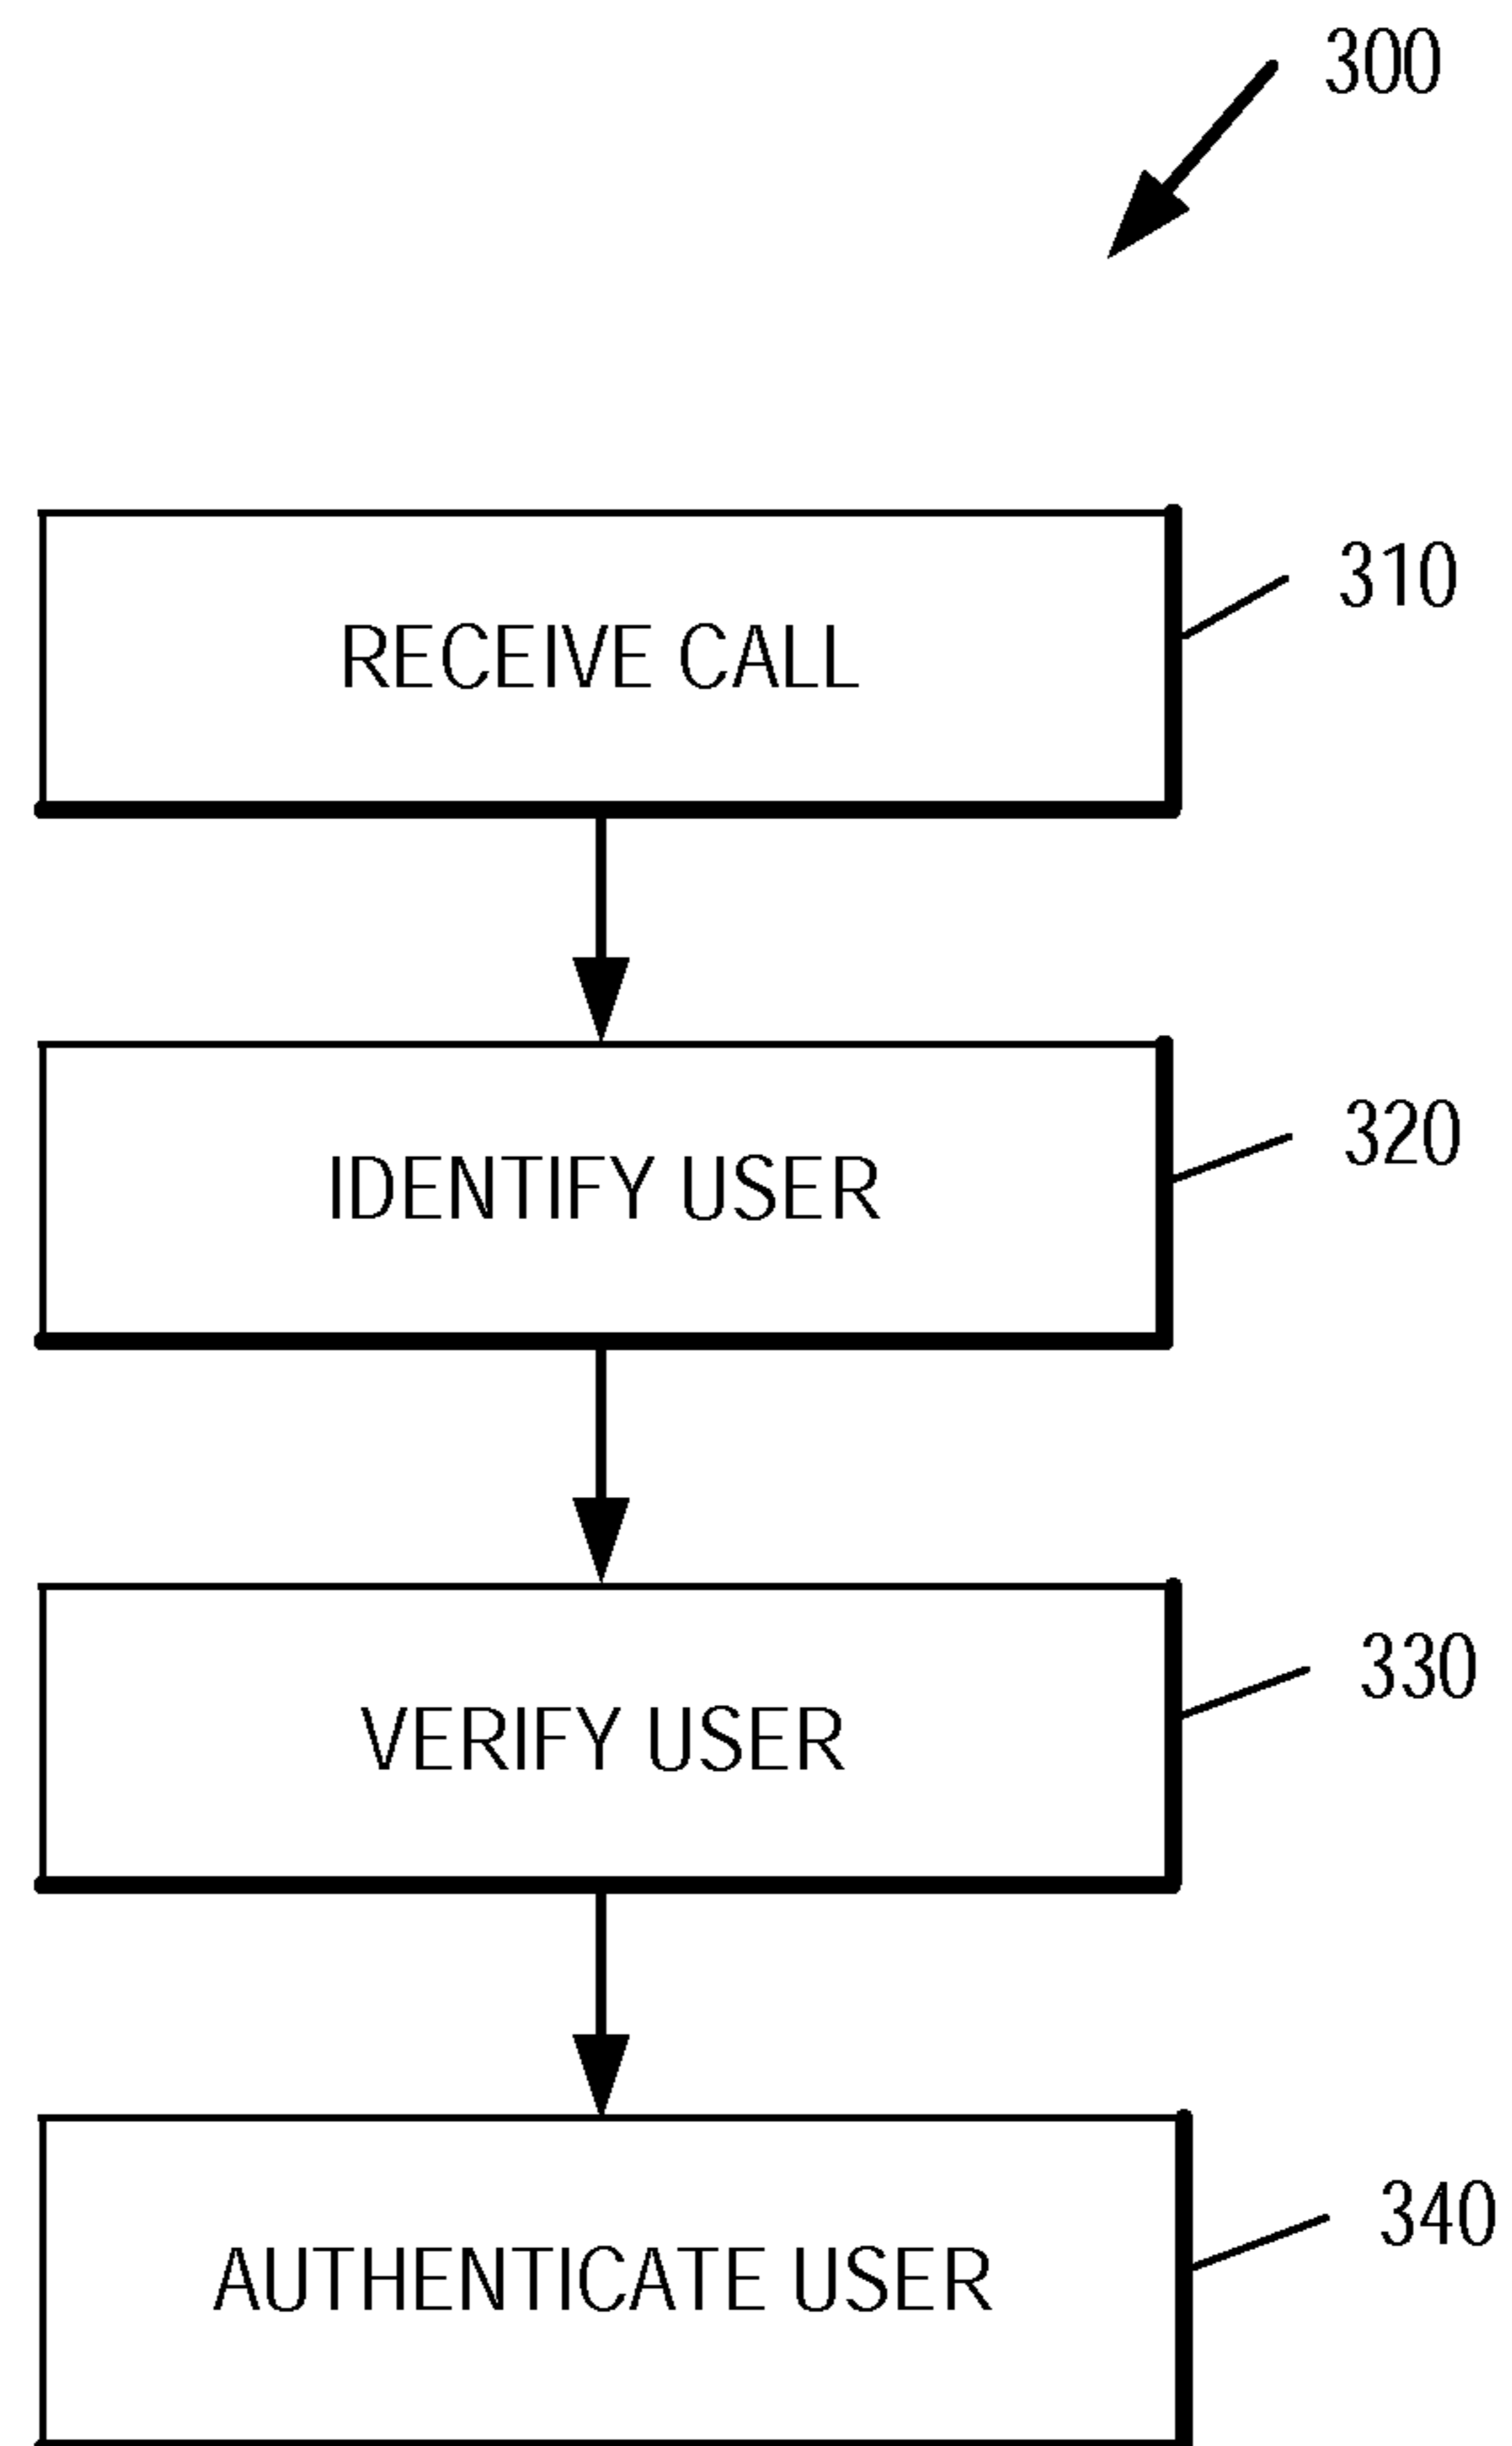 300
RECEIVE CALL
310
IDENTIFY USER
320
VERIFY USER
330
AUTHENTICATE USER
340